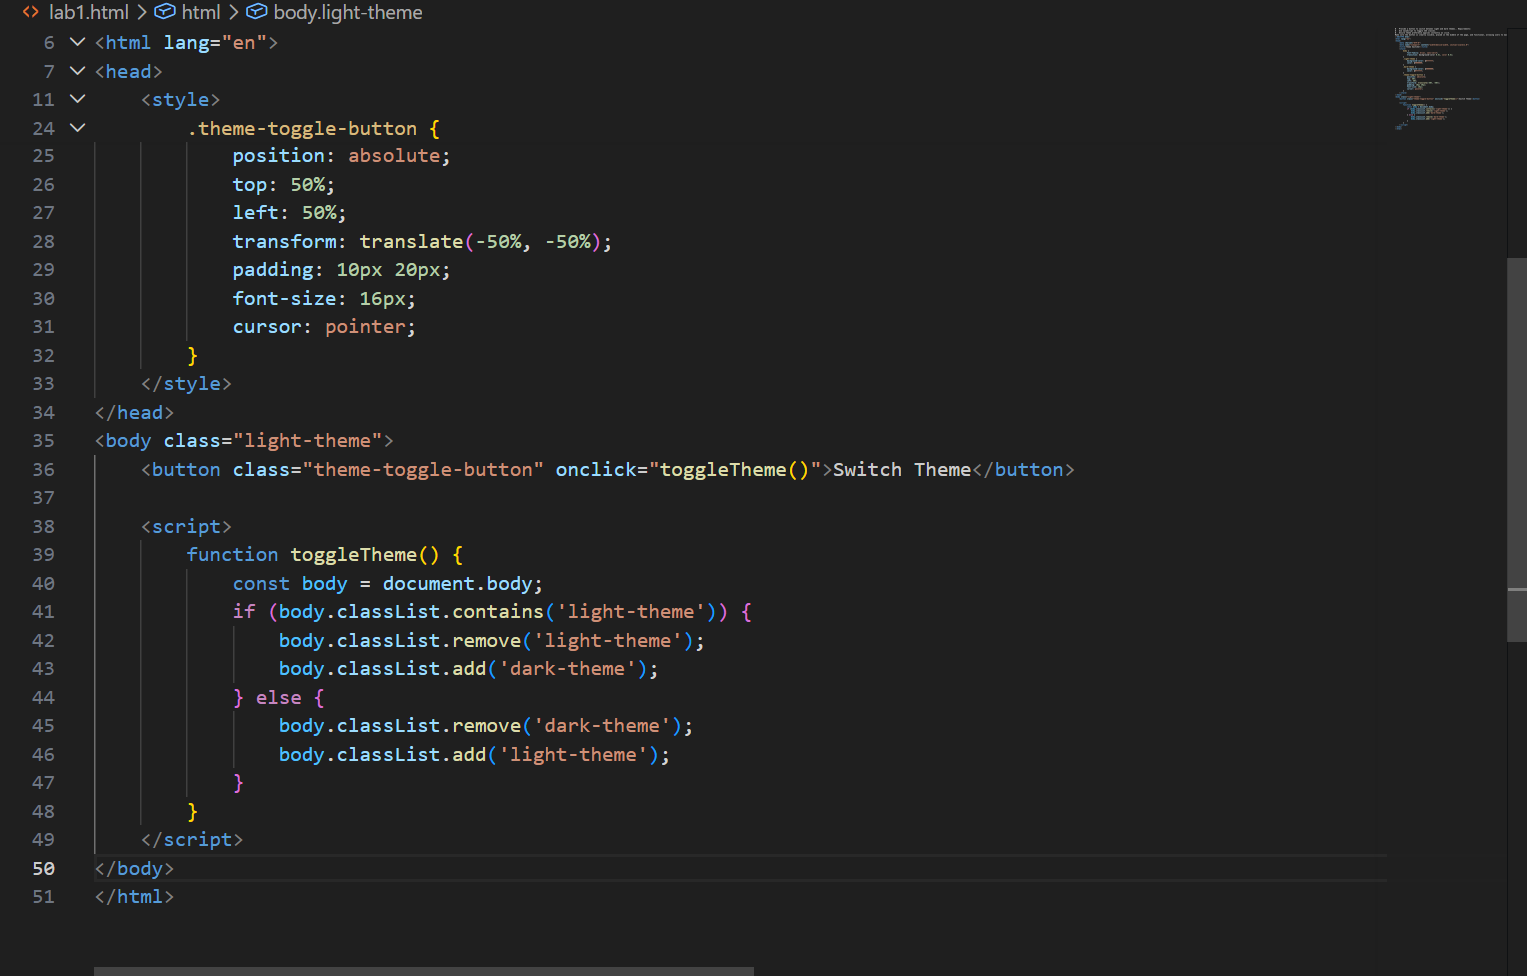 lab1.html > html > body.light-theme
6 <html lang="en">
7 <head>
11 <style>
24 .theme-toggle-button {
25 position: absolute;
26 top: 50%;
27 left: 50%;
28 transform: translate(-50%, -50%);
29 padding: 10px 20px;
30 font-size: 16px;
31 cursor: pointer;
32 }
33 </style>
34 </head>
35 <body class="light-theme">
36 <button class="theme-toggle-button" onclick="toggleTheme()">Switch Theme</button>
37
38 <script>
39 function toggleTheme() {
40 const body = document.body;
41 if (body.classList.contains('light-theme')) {
42 body.classList.remove('light-theme');
43 body.classList.add('dark-theme');
44 } else {
45 body.classList.remove('dark-theme');
46 body.classList.add('light-theme');
47 }
48 }
49 </script>
50 </body>
51 </html>